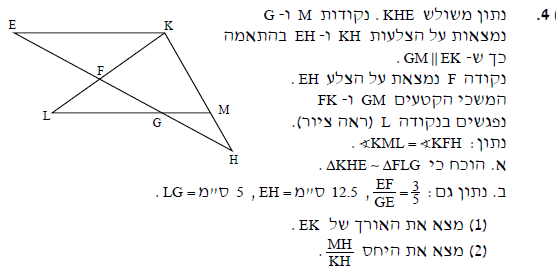 4. נתון משולש KHE. נקודות M ו- G
נמצאות על הצלעות KH ו- EH בהתאמה
כך ש- GM || EK.
נקודה F נמצאת על הצלע EH.
המשכי הקטעים GM ו- FK
נפגשים בנקודה L (ראה ציור).
נתון: ∢KML = ∢KFH.
א. הוכח כי ΔKHE ~ ΔFLG.
ב. נתון גם: EF/GE = 3/5, 12.5 ס"מ = EH, 5 ס"מ = LG.
(1) מצא את האורך של EK.
(2) מצא את היחס MH/KH.
E
K
F
L
G
M
H